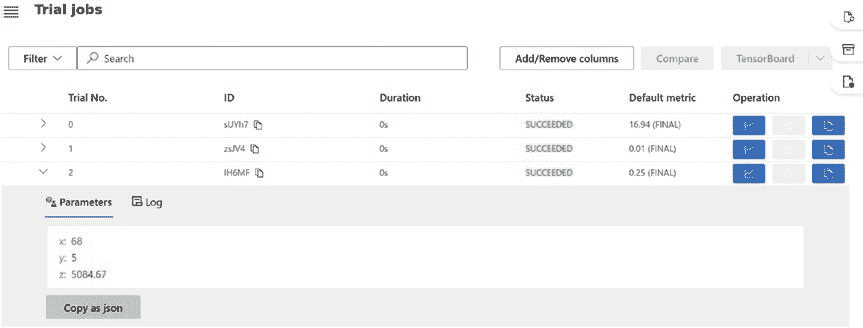 Trial jobs
Filter Search Add/Remove columns Compare TensorBoard
Trial No. ID Duration Status Default metric Operation
0 sUYh7 0s SUCCEEDED 16.94 (FINAL)
1 zsJV4 0s SUCCEEDED 0.01 (FINAL)
2 IH6MF 0s SUCCEEDED 0.25 (FINAL)
Parameters Log
x: 68
y: 5
z: 5084.67
Copy as json